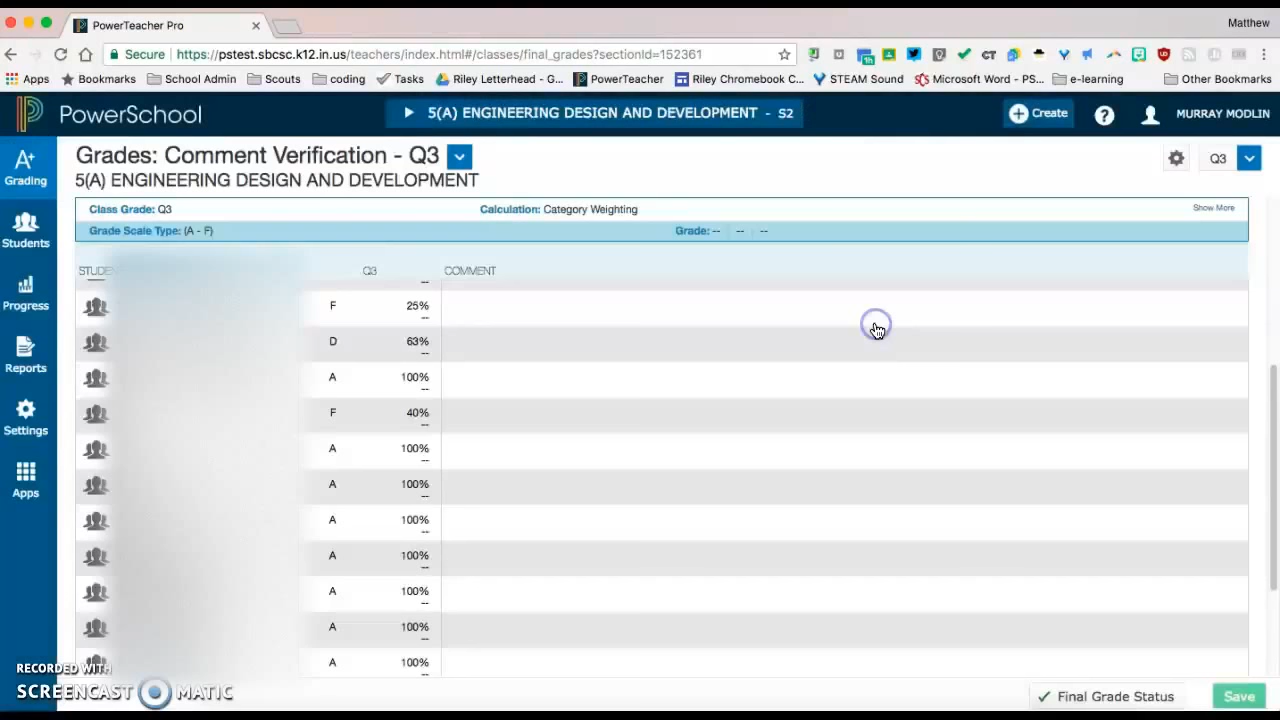 PowerTeacher Pro
Matthew
Secure https://pstest.sbcsc.k12.in.us/teachers/index.html#/classes/final_grades?sectionId=152361
Apps Bookmarks School Admin Scouts coding Tasks Riley Letterhead - G... PowerTeacher Riley Chromebook C... STEAM Sound Microsoft Word - PS... e-learning Other Bookmarks
PowerSchool
5(A) ENGINEERING DESIGN AND DEVELOPMENT - S2
Create
?
MURRAY MODLIN
A+
Grading
Students
Progress
Reports
Settings
Apps
Grades: Comment Verification - Q3
Q3
5(A) ENGINEERING DESIGN AND DEVELOPMENT
Class Grade: Q3 Calculation: Category Weighting Show More
Grade Scale Type: (A - F) Grade: -- -- --
Q3 COMMENT
--
F 25%
--
D 63%
--
A 100%
--
F 40%
--
A 100%
--
A 100%
--
A 100%
--
A 100%
--
A 100%
--
A 100%
--
A 100%
--
RECORDED WITH
SCREENCAST MATIC
Final Grade Status
Save